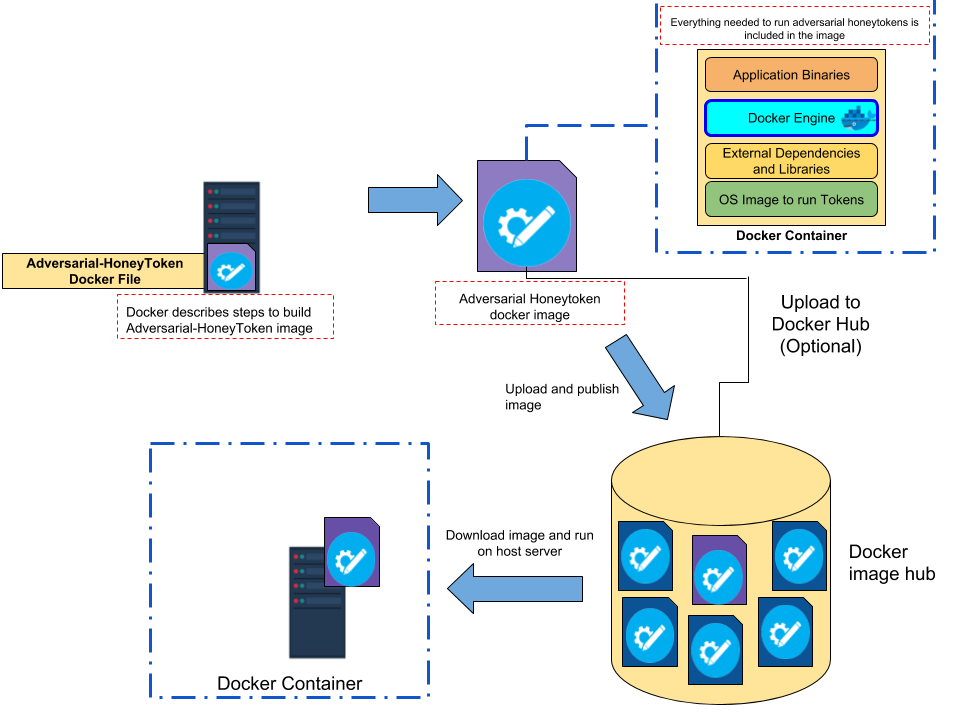 Everything needed to run adversarial honeytokens is
included in the image
Application Binaries
Docker Engine
External Dependencies
and Libraries
OS Image to run Tokens
Docker Container
Adversarial-HoneyToken
Docker File
Docker describes steps to build
Adversarial-HoneyToken image
Adversarial Honeytoken
docker image
Upload to
Docker Hub
(Optional)
Upload and publish
image
Download image and run
on host server
Docker
image hub
Docker Container